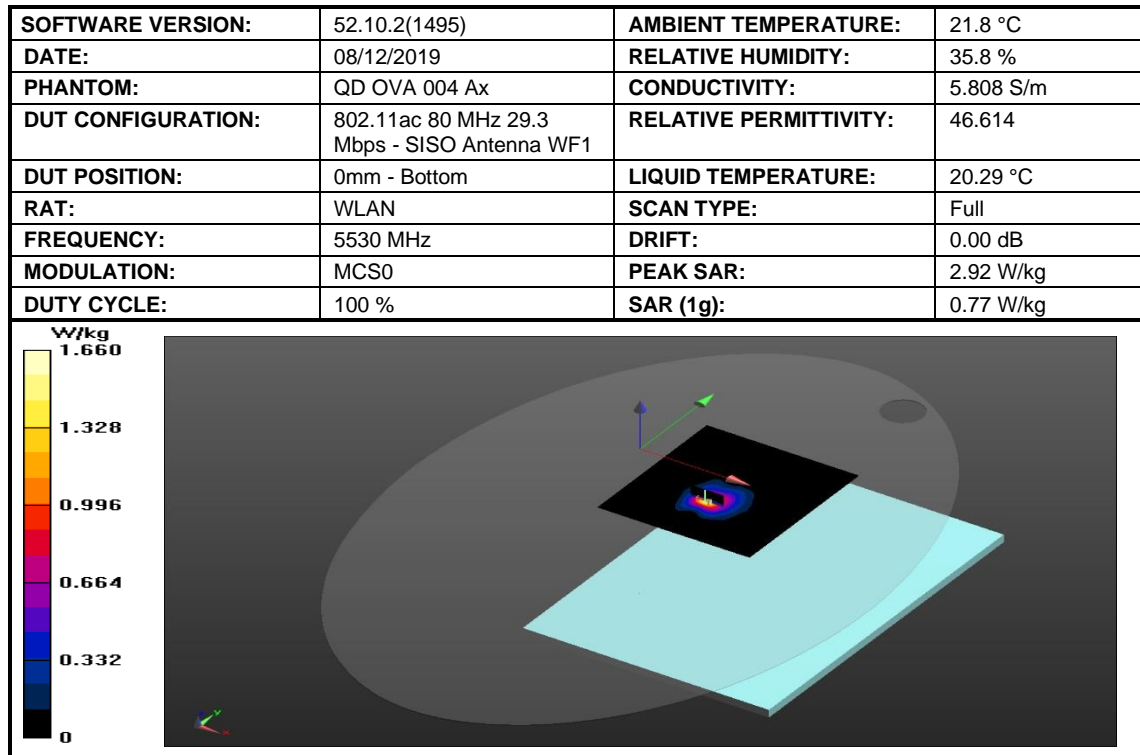 SOFTWARE VERSION: 52.10.2(1495) AMBIENT TEMPERATURE: 21.8 °C
DATE: 08/12/2019 RELATIVE HUMIDITY: 35.8 %
PHANTOM: QD OVA 004 Ax CONDUCTIVITY: 5.808 S/m
DUT CONFIGURATION: 802.11ac 80 MHz 29.3 RELATIVE PERMITTIVITY: 46.614
Mbps - SISO Antenna WF1
DUT POSITION: 0mm - Bottom LIQUID TEMPERATURE: 20.29 °C
RAT: WLAN SCAN TYPE: Full
FREQUENCY: 5530 MHz DRIFT: 0.00 dB
MODULATION: MCS0 PEAK SAR: 2.92 W/kg
DUTY CYCLE: 100 % SAR (1g): 0.77 W/kg
W/kg
1.660
1.328
0.996
0.664
0.332
0